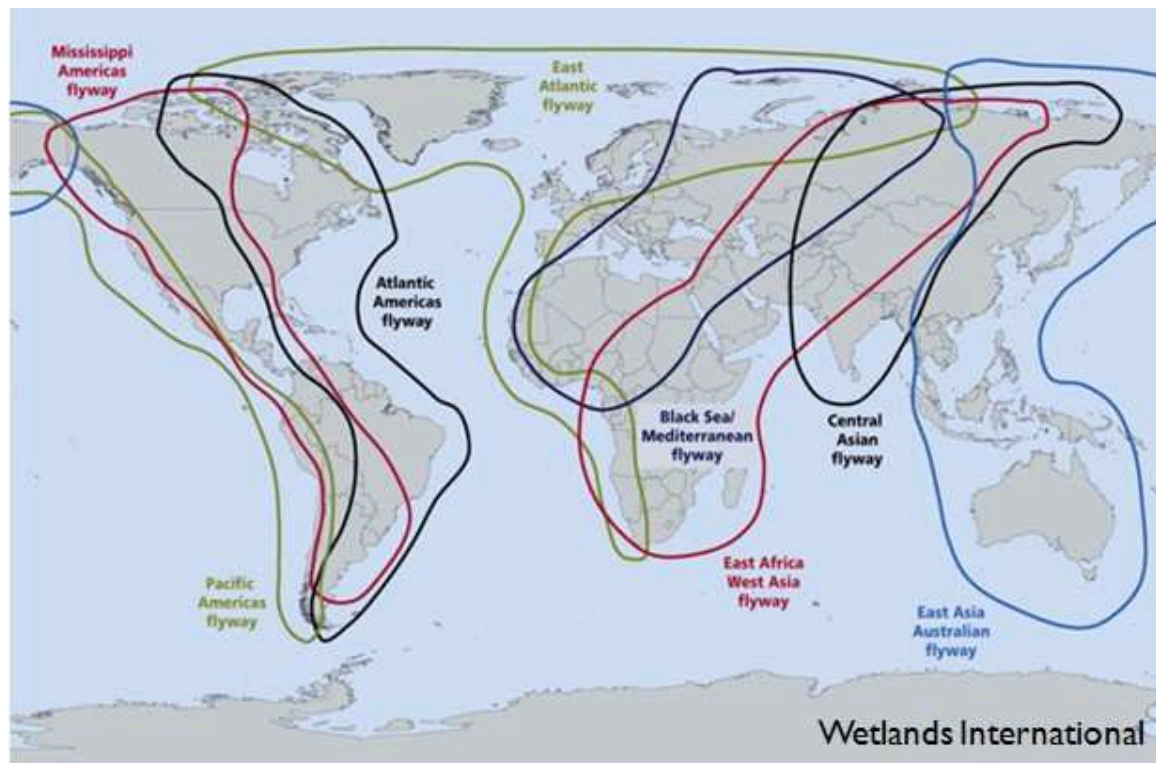 Mississippi
Americas
flyway
East
Atlantic
flyway
Atlantic
Americas
flyway
Black Sea/
Mediterranean
flyway
Central
Asian
flyway
East Africa
West Asia
flyway
Pacific
Americas
flyway
East Asia
Australian
flyway
Wetlands International